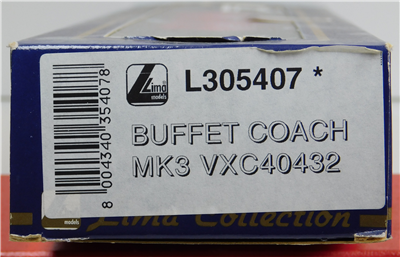 Lima
models
L305407 *
BUFFET COACH
MK3 VXC40432
8 004340 354078
models
Lima Collection